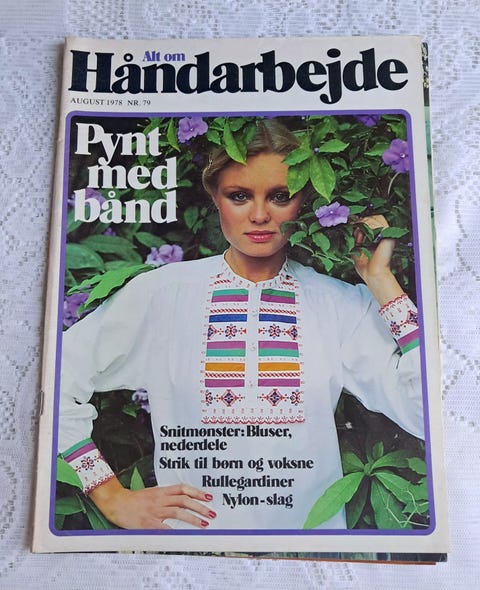 Alt om
Håndarbejde
AUGUST 1978 NR. 79
Pynt
med
bånd
Snitmønster: Bluser,
nederdele
Strik til børn og voksne
Rullegardiner
Nylon-slag